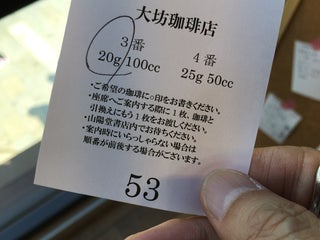 大坊珈琲店
3番 4番
20g 100cc 25g 50cc
・ご希望の珈琲に○印をお書きください。
・座席へご案内する際に1枚、珈琲と
引換えにもう1枚をお渡しください。
・山陽堂書店内でお待ちください。
・案内時にいらっしゃらない場合は
順番が前後する場合がございます。
53